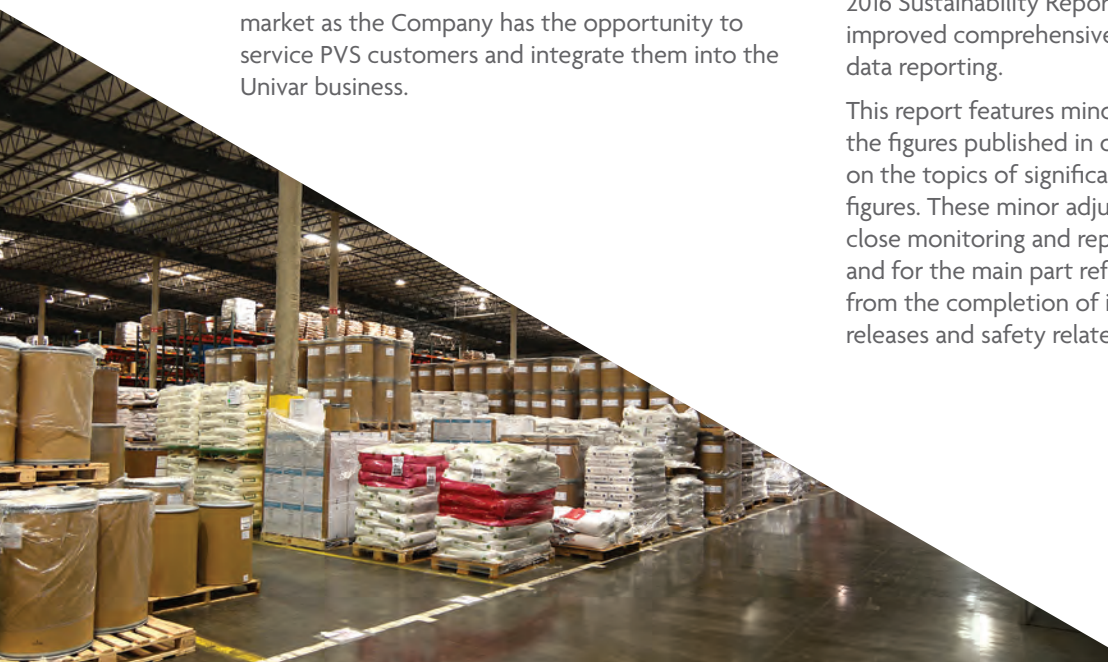 market as the Company has the opportunity to
service PVS customers and integrate them into the
Univar business.
2016 Sustainability Repor
improved comprehensive
data reporting.
This report features mino
the figures published in
on the topics of significa
figures. These minor adju
close monitoring and rep
and for the main part ref
from the completion of
releases and safety relate